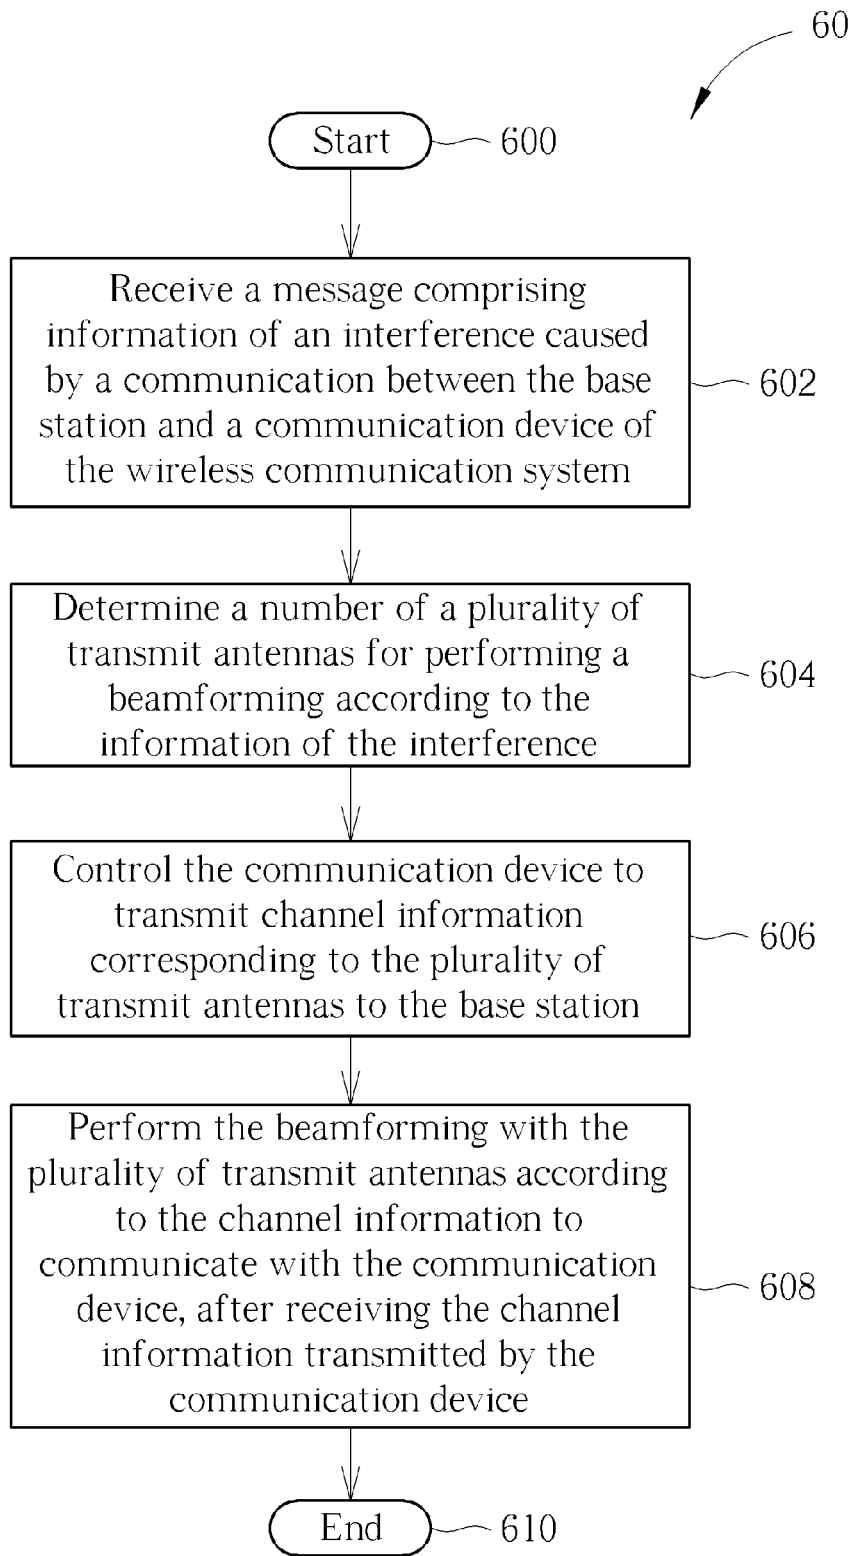 60
Start
600
Receive a message comprising
information of an interference caused
by a communication between the base
station and a communication device of
the wireless communication system
602
Determine a number of a plurality of
transmit antennas for performing a
beamforming according to the
information of the interference
604
Control the communication device to
transmit channel information
corresponding to the plurality of
transmit antennas to the base station
606
Perform the beamforming with the
plurality of transmit antennas according
to the channel information to
communicate with the communication
device, after receiving the channel
information transmitted by the
communication device
608
End
610